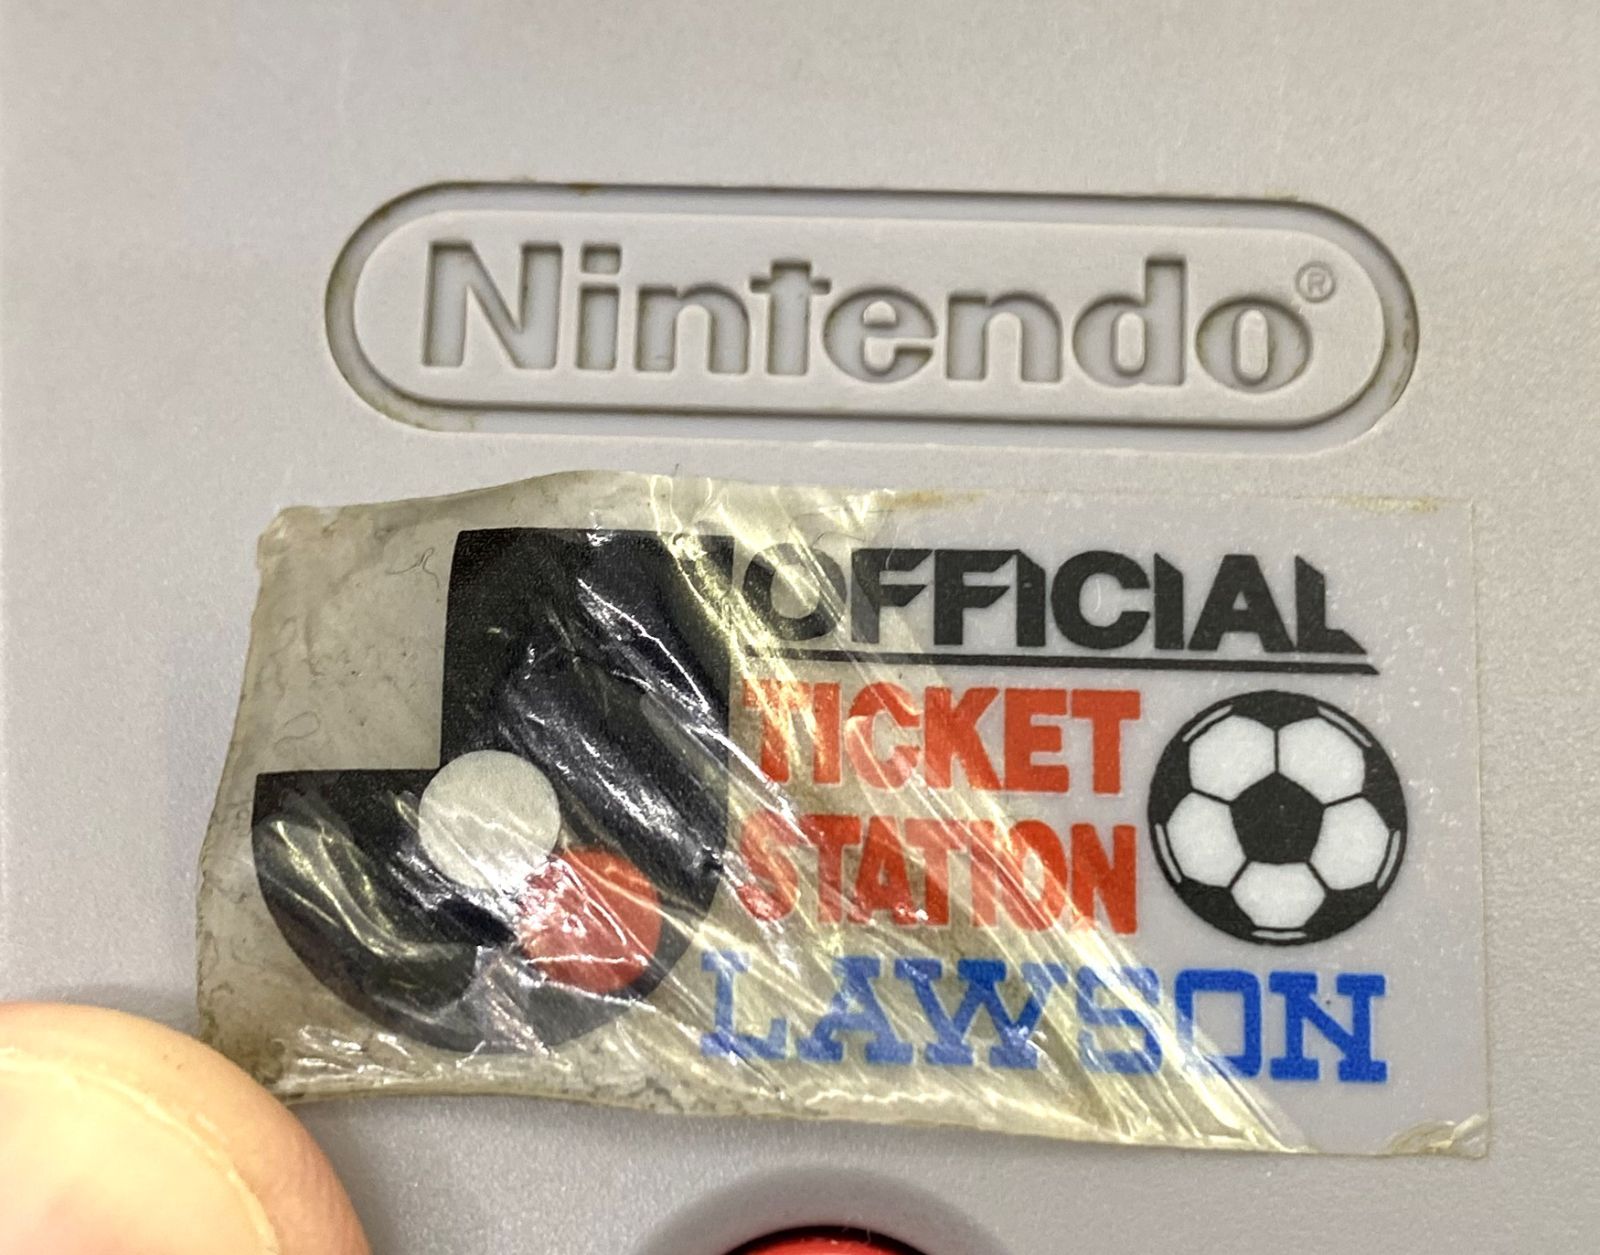 Nintendo®
OFFICIAL
TICKET
STATION
LAWSON